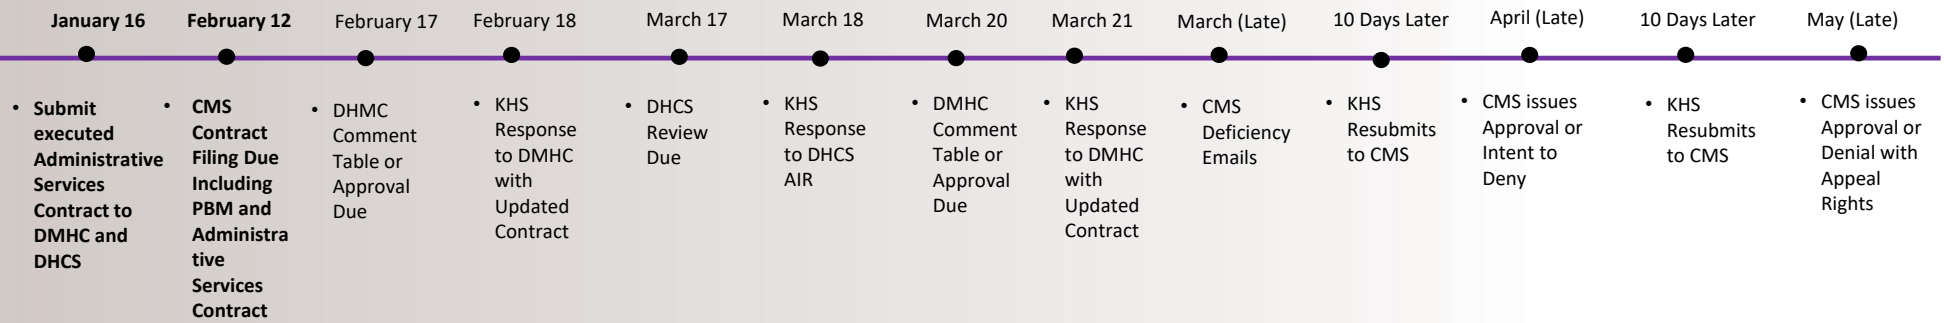 January 16
February 12
February 17
February 18
March 17
March 18
March 20
March 21
March (Late)
10 Days Later
April (Late)
10 Days Later
May (Late)
• Submit
executed
Administrative
Services
Contract to
DMHC and
DHCS
• CMS
Contract
Filing Due
Including
PBM and
Administra
tive
Services
Contract
• DHMC
Comment
Table or
Approval
Due
• KHS
Response
to DMHC
with
Updated
Contract
• DHCS
Review
Due
• KHS
Response
to DHCS
AIR
• DMHC
Comment
Table or
Approval
Due
• KHS
Response
to DMHC
with
Updated
Contract
• CMS
Deficiency
Emails
• KHS
Resubmits
to CMS
• CMS issues
Approval or
Intent to
Deny
• KHS
Resubmits
to CMS
• CMS issues
Approval or
Denial with
Appeal
Rights